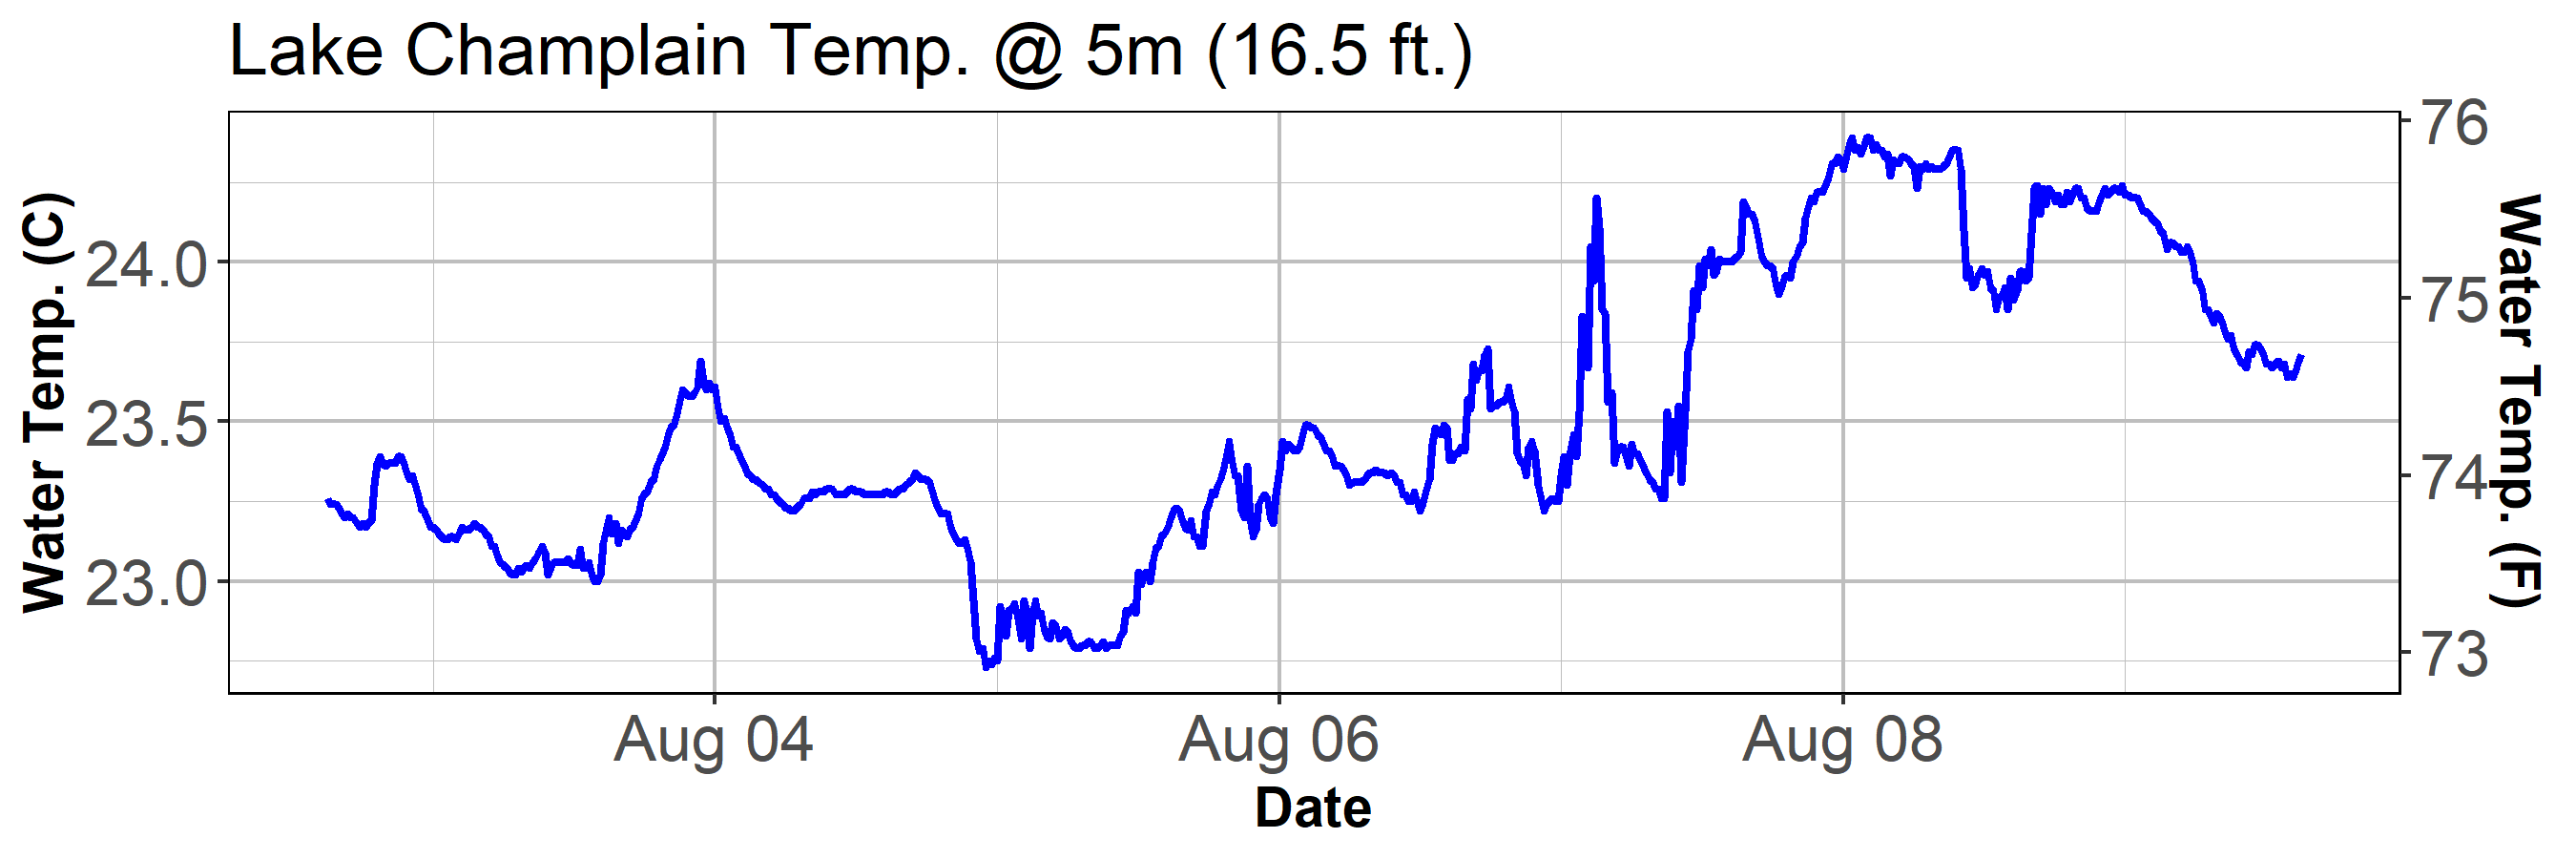 Lake Champlain Temp. @ 5m (16.5 ft.)
Water Temp. (C)
24.0
23.5
23.0
76
75
74
73
Water Temp. (F)
Aug 04
Aug 06
Aug 08
Date